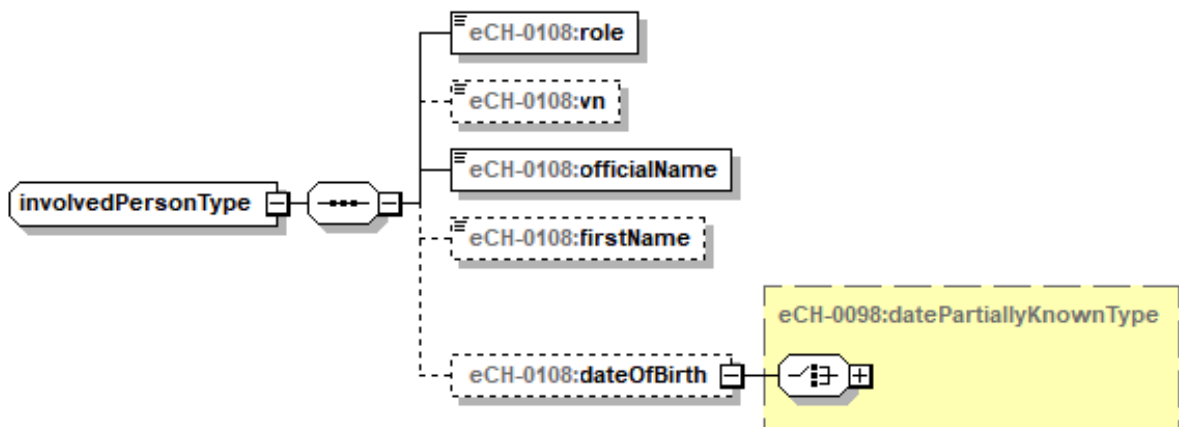 eCH-0108:role
eCH-0108:vn
eCH-0108:officialName
involvedPersonType
eCH-0108:firstName
eCH-0098:datePartiallyKnownType
eCH-0108:dateOfBirth